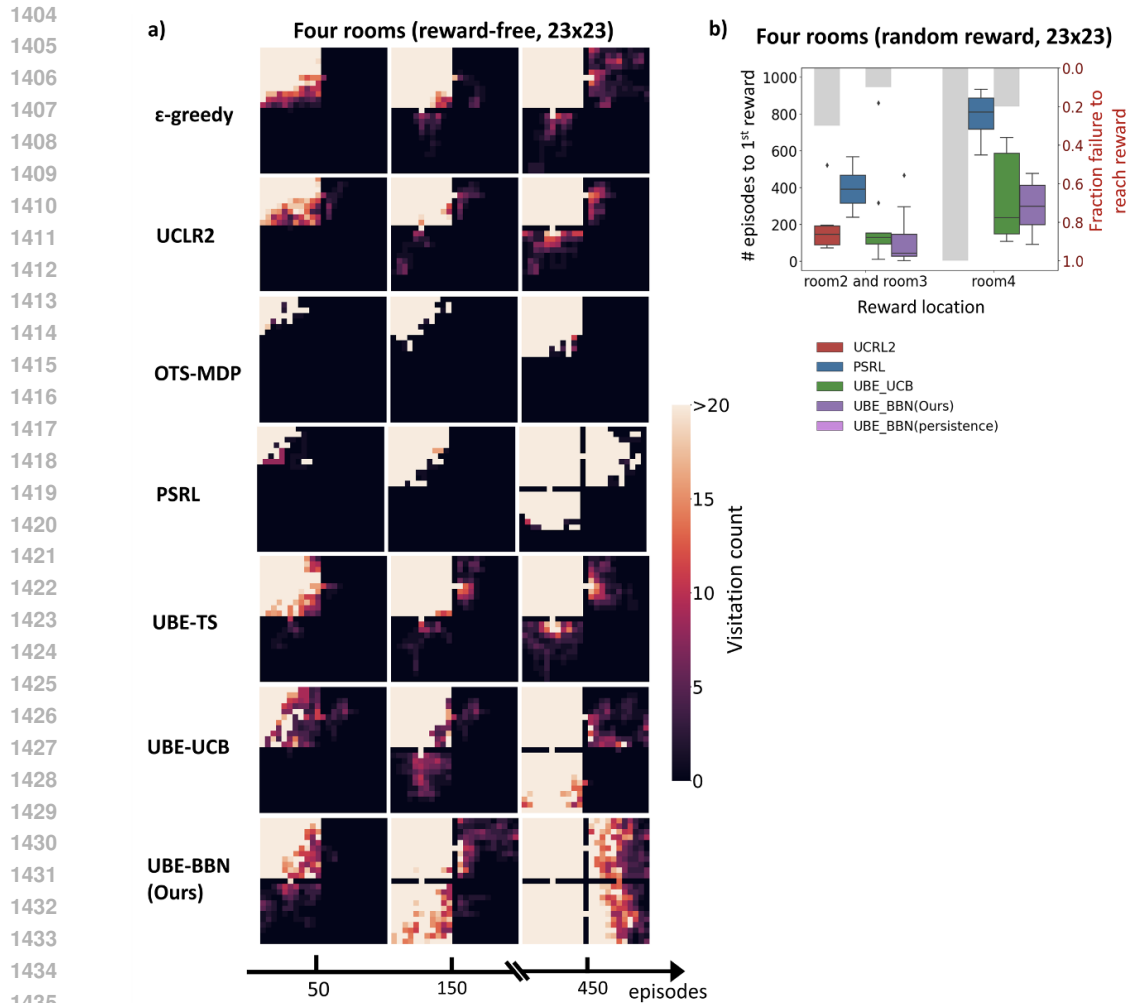 1404
1405
1406
1407
1408
1409
1410
1411
1412
1413
1414
1415
1416
1417
1418
1419
1420
1421
1422
1423
1424
1425
1426
1427
1428
1429
1430
1431
1432
1433
1434
1435
a)
Four rooms (reward-free, 23x23)
ε-greedy
UCLR2
OTS-MDP
PSRL
UBE-TS
UBE-UCB
UBE-BBN
(Ours)
>20
15
10
5
0
Visitation count
50
150
450
episodes
b)
Four rooms (random reward, 23x23)
# episodes to 1st reward
1000
800
600
400
200
0
0.0
0.2
0.4
0.6
0.8
1.0
Fraction failure to
reach reward
room2 and room3
room4
Reward location
UCRL2
PSRL
UBE_UCB
UBE_BBN(Ours)
UBE_BBN(persistence)